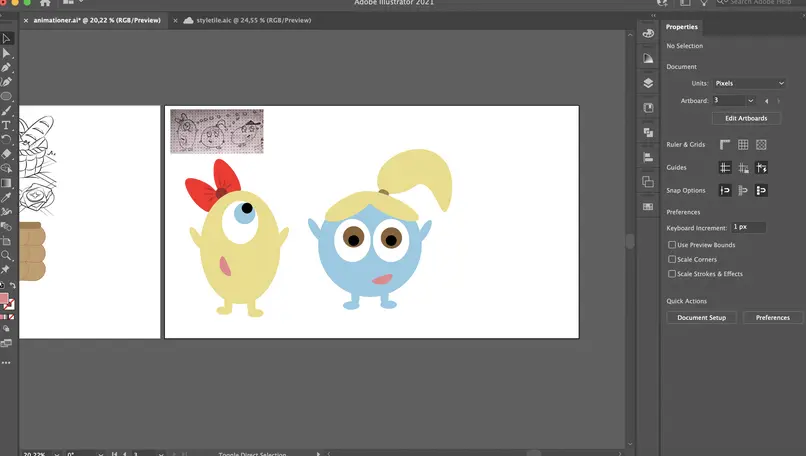 Adobe Illustrator 2021
Search Adobe Help
animationer.ai* @ 20,22 % (RGB/Preview)
styletile.aic @ 24,55 % (RGB/Preview)
Properties
No Selection
Document
Units: Pixels
Artboard: 3
Edit Artboards
Ruler & Grids
Guides
Snap Options
Preferences
Keyboard Increment: 1 px
Use Preview Bounds
Scale Corners
Scale Strokes & Effects
Quick Actions
Document Setup
Preferences
20,22% 0° 3 Toggle Direct Selection